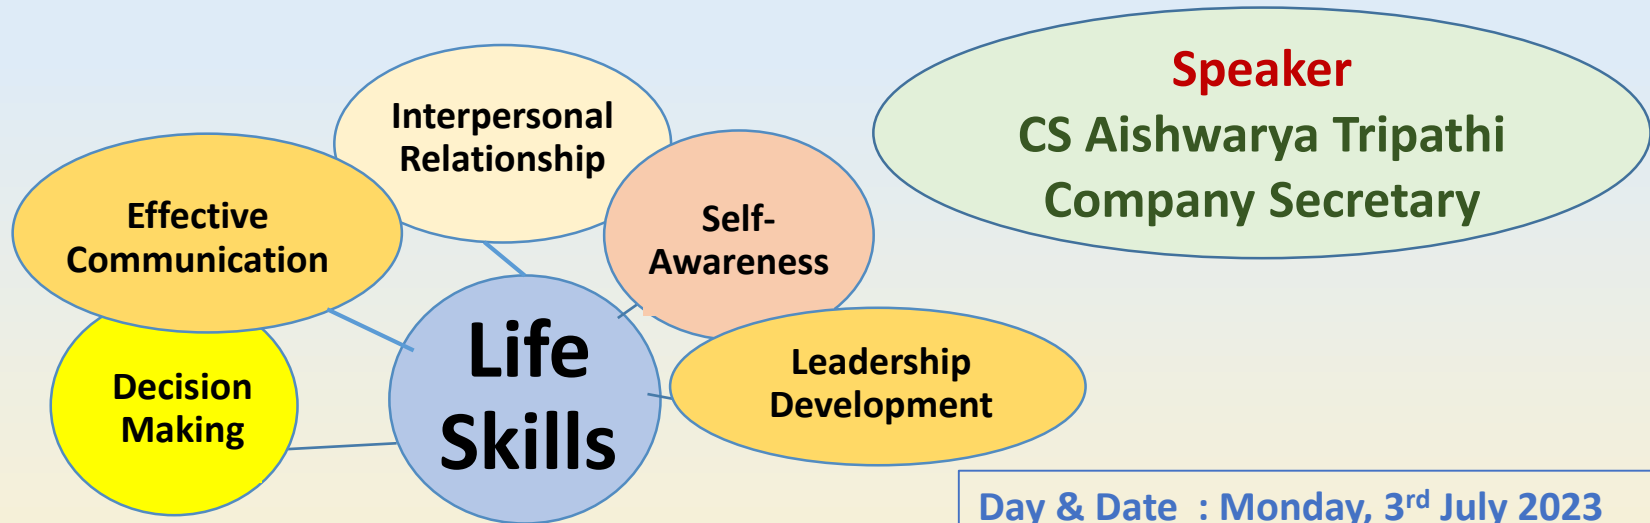 Interpersonal
Relationship
Effective
Communication
Self-
Awareness
Decision
Making
Life
Skills
Leadership
Development
Speaker
CS Aishwarya Tripathi
Company Secretary
Day & Date : Monday, 3rd July 2023